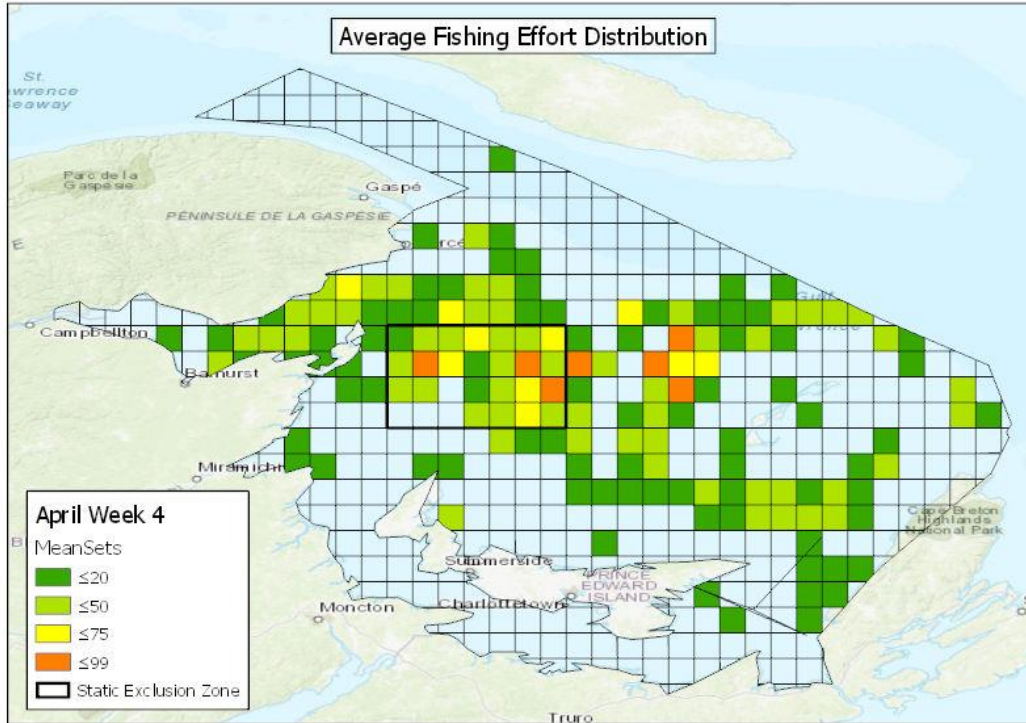 Average Fishing Effort Distribution
St.
wrence
Seaway
Parc de la
Gaspésie
Gaspé
PÉNINSULE DE LA GASPÉSIE
E
Campbellton
Bathurst
Miramichi
Cape Breton
Highlands
National Park
Summerside
PRINCE
EDWARD
ISLAND
Charlottetown
Moncton
Truro
April Week 4
MeanSets
≤20
≤50
≤75
≤99
Static Exclusion Zone